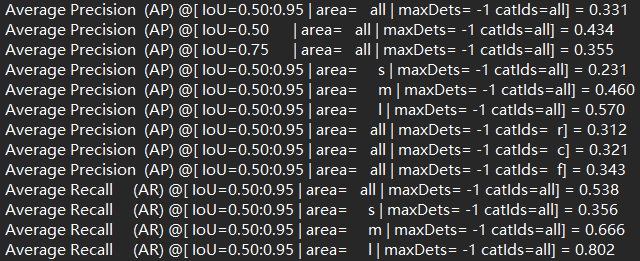 Average Precision (AP) @[ IoU=0.50:0.95 | area= all | maxDets= -1 catIds=all] = 0.331
Average Precision (AP) @[ IoU=0.50 | area= all | maxDets= -1 catIds=all] = 0.434
Average Precision (AP) @[ IoU=0.75 | area= all | maxDets= -1 catIds=all] = 0.355
Average Precision (AP) @[ IoU=0.50:0.95 | area= s | maxDets= -1 catIds=all] = 0.231
Average Precision (AP) @[ IoU=0.50:0.95 | area= m | maxDets= -1 catIds=all] = 0.460
Average Precision (AP) @[ IoU=0.50:0.95 | area= l | maxDets= -1 catIds=all] = 0.570
Average Precision (AP) @[ IoU=0.50:0.95 | area= all | maxDets= -1 catIds= r] = 0.312
Average Precision (AP) @[ IoU=0.50:0.95 | area= all | maxDets= -1 catIds= c] = 0.321
Average Precision (AP) @[ IoU=0.50:0.95 | area= all | maxDets= -1 catIds= f] = 0.343
Average Recall (AR) @[ IoU=0.50:0.95 | area= all | maxDets= -1 catIds=all] = 0.538
Average Recall (AR) @[ IoU=0.50:0.95 | area= s | maxDets= -1 catIds=all] = 0.356
Average Recall (AR) @[ IoU=0.50:0.95 | area= m | maxDets= -1 catIds=all] = 0.666
Average Recall (AR) @[ IoU=0.50:0.95 | area= l | maxDets= -1 catIds=all] = 0.802